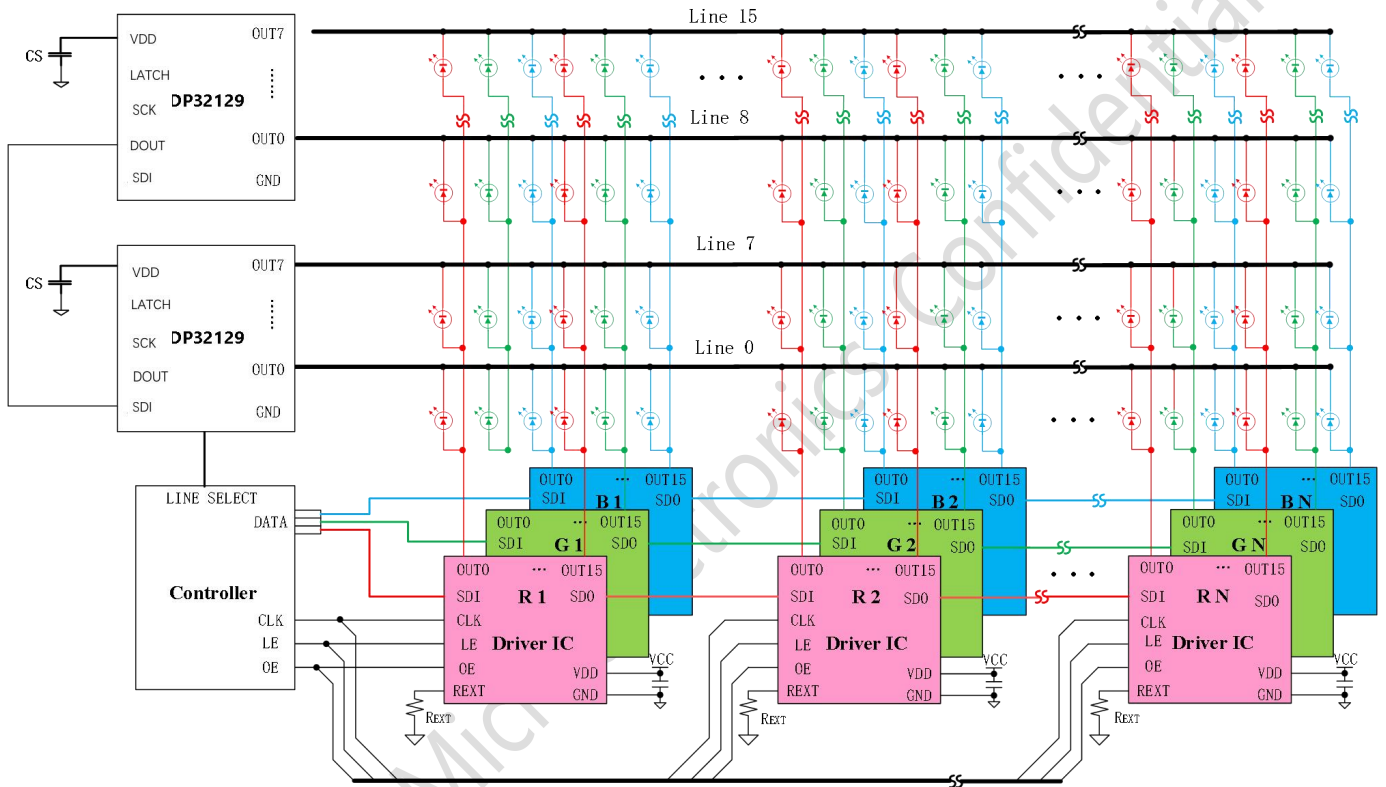 Line 15
VDD
OUT7
CS
LATCH
DP32129
SCK
Line 8
DOUT
OUT0
SDI
GND
Line 7
VDD
OUT7
CS
LATCH
DP32129
SCK
Line 0
DOUT
OUT0
SDI
GND
LINE SELECT
DATA
Controller
CLK
LE
OE
OUT0 ... OUT15
SDI B 1 SDO
OUT0 ... OUT15
SDI G 1 SDO
OUT0 ... OUT15
SDI R 1 SDO
CLK
LE Driver IC
OE
VDD VCC
REXT
GND
REXT
OUT0 ... OUT15
SDI B 2 SDO
OUT0 ... OUT15
SDI G 2 SDO
OUT0 ... OUT15
SDI R 2 SDO
CLK
LE Driver IC
OE
VDD VCC
REXT
GND
REXT
OUT0 ... OUT15
SDI B N SDO
OUT0 ... OUT15
SDI G N SDO
OUT0 ... OUT15
SDI R N SDO
CLK
LE Driver IC
OE
VDD VCC
REXT
GND
REXT
Confidential